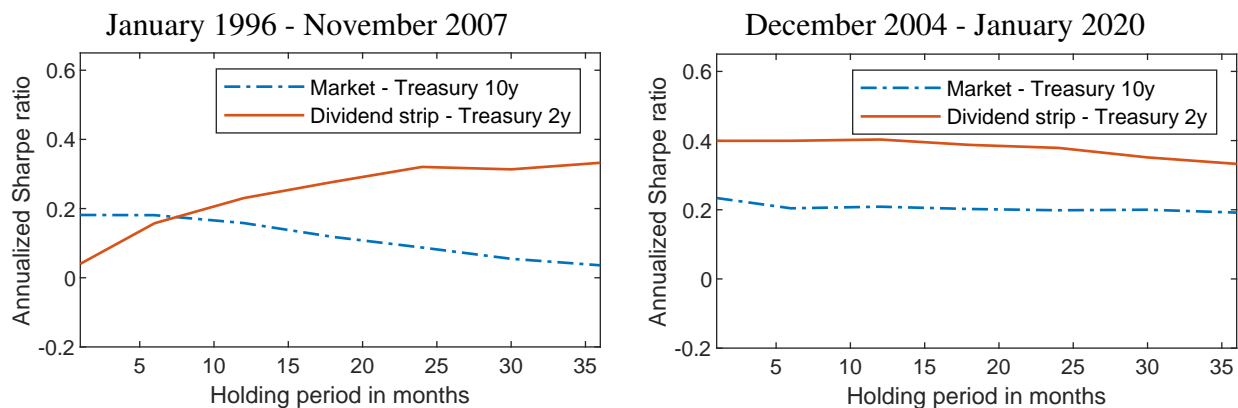 January 1996 - November 2007
0.6
0.4
0.2
0
-0.2
Annualized Sharpe ratio
Market - Treasury 10y
Dividend strip - Treasury 2y
5 10 15 20 25 30 35
Holding period in months
December 2004 - January 2020
0.6
0.4
0.2
0
-0.2
Annualized Sharpe ratio
Market - Treasury 10y
Dividend strip - Treasury 2y
5 10 15 20 25 30 35
Holding period in months